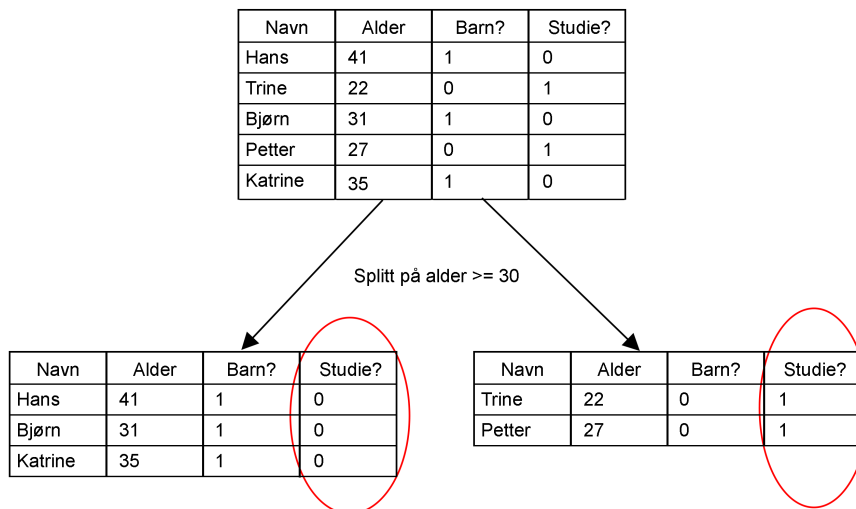 Navn Alder Barn? Studie?
Hans 41 1 0
Trine 22 0 1
Bjørn 31 1 0
Petter 27 0 1
Katrine 35 1 0
Splitt på alder >= 30
Navn Alder Barn? Studie?
Hans 41 1 0
Bjørn 31 1 0
Katrine 35 1 0
Navn Alder Barn? Studie?
Trine 22 0 1
Petter 27 0 1